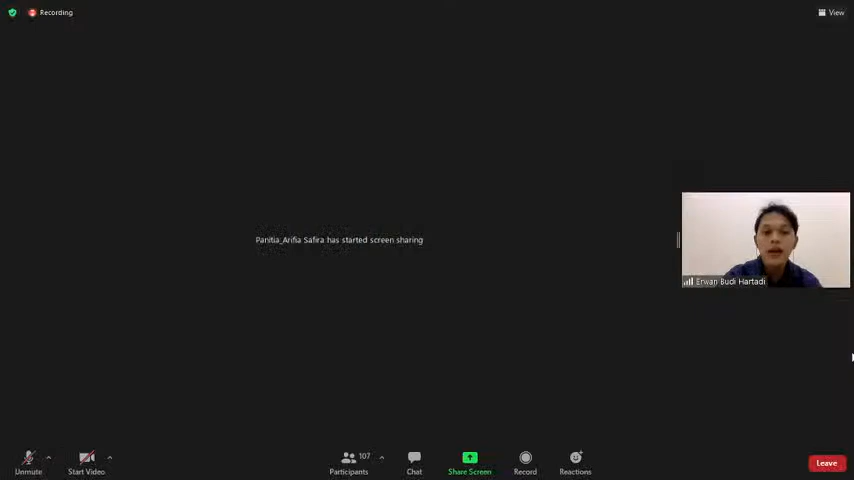 Recording
View
Panitia_Arifia Safira has started screen sharing
Erwan Budi Hartadi
107
Unmute
Start Video
Participants
Chat
Share Screen
Record
Reactions
Leave